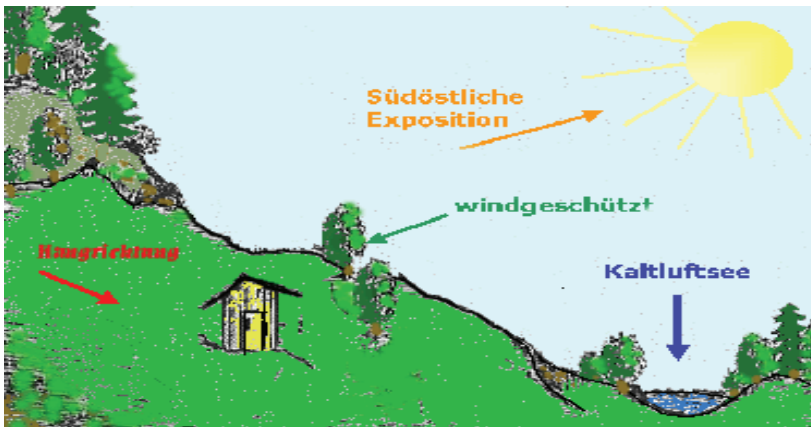 Südöstliche
Exposition
windgeschützt
Hangrichtung
Kaltluftsee